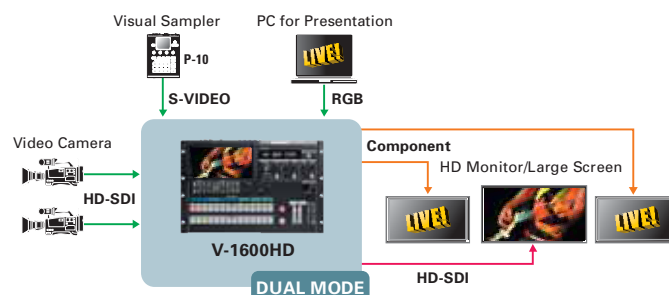 Visual Sampler
PC for Presentation
P-10
LIVE!
S-VIDEO
RGB
Video Camera
HD-SDI
Component
HD Monitor/Large Screen
LIVE!
LIVE!
V-1600HD
HD-SDI
DUAL MODE